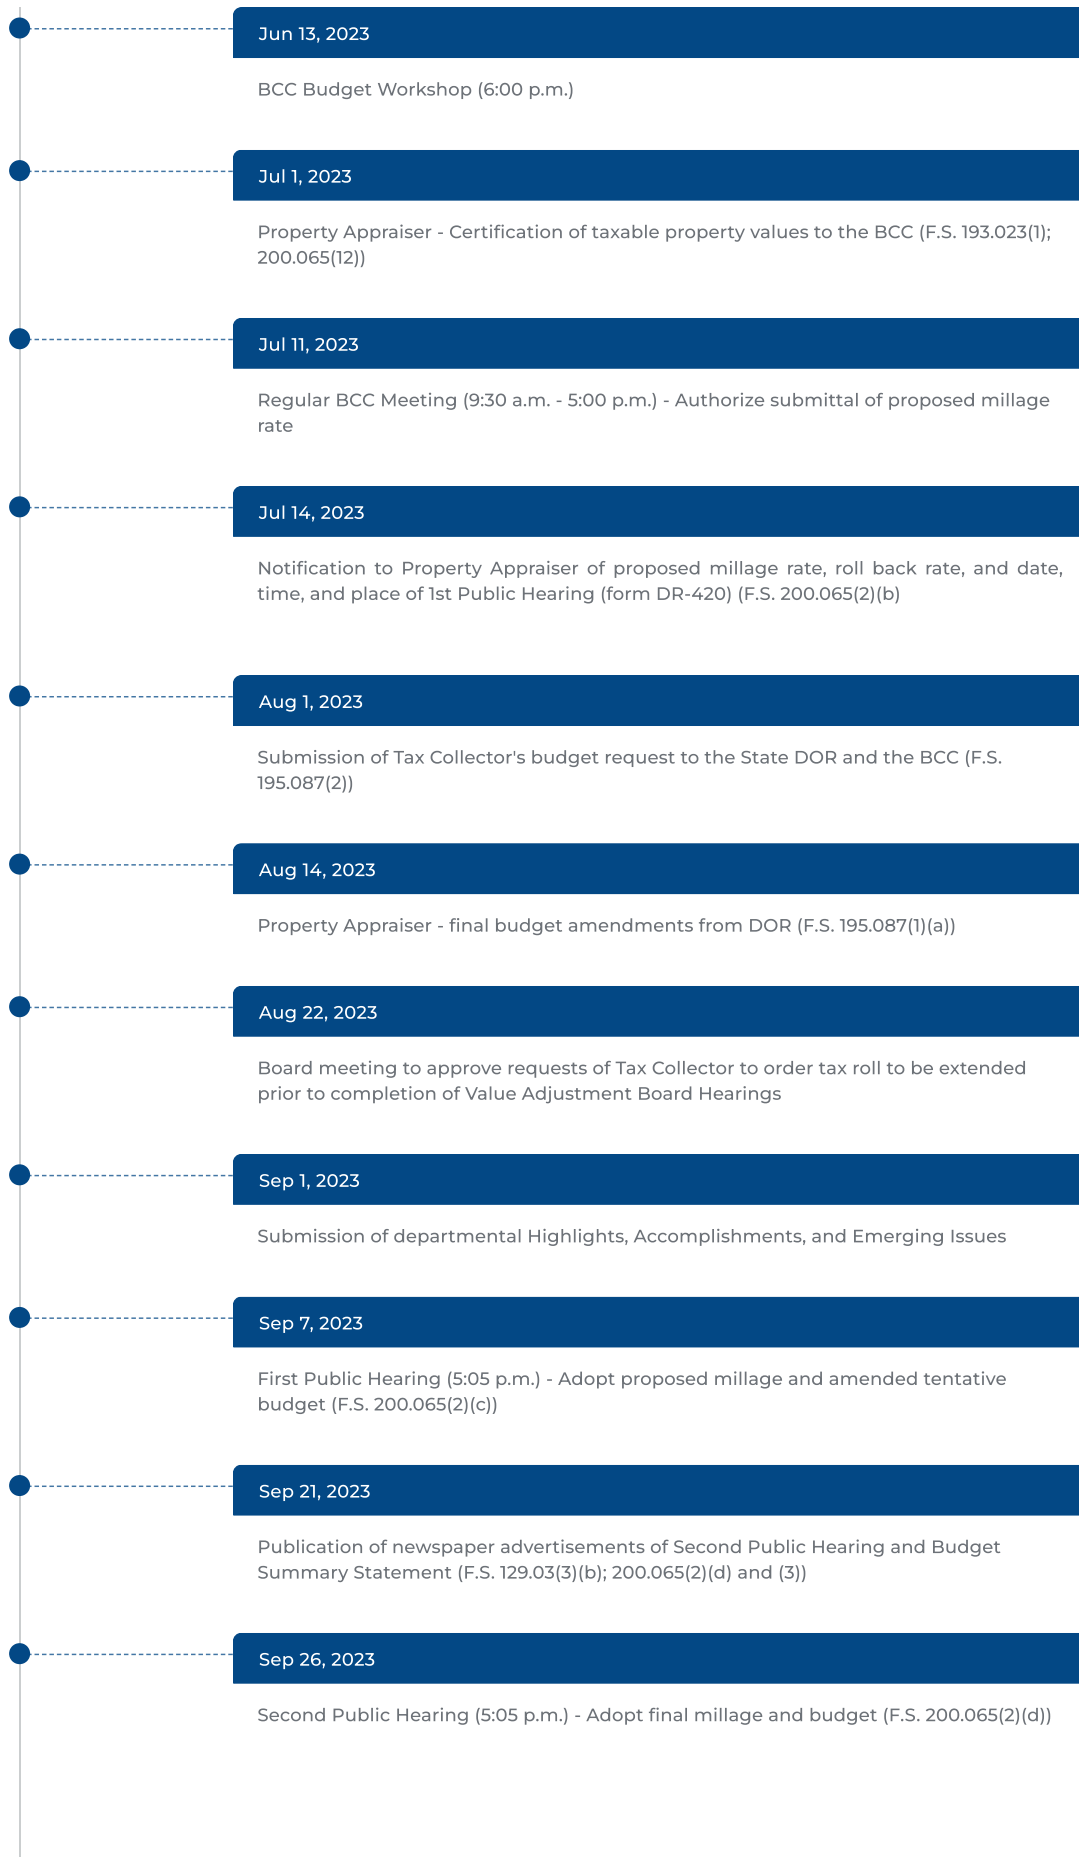 Jun 13, 2023
BCC Budget Workshop (6:00 p.m.)
Jul 1, 2023
Property Appraiser - Certification of taxable property values to the BCC (F.S. 193.023(1);
200.065(12))
Jul 11, 2023
Regular BCC Meeting (9:30 a.m. - 5:00 p.m.) - Authorize submittal of proposed millage
rate
Jul 14, 2023
Notification to Property Appraiser of proposed millage rate, roll back rate, and date,
time, and place of 1st Public Hearing (form DR-420) (F.S. 200.065(2)(b)
Aug 1, 2023
Submission of Tax Collector's budget request to the State DOR and the BCC (F.S.
195.087(2))
Aug 14, 2023
Property Appraiser - final budget amendments from DOR (F.S. 195.087(1)(a))
Aug 22, 2023
Board meeting to approve requests of Tax Collector to order tax roll to be extended
prior to completion of Value Adjustment Board Hearings
Sep 1, 2023
Submission of departmental Highlights, Accomplishments, and Emerging Issues
Sep 7, 2023
First Public Hearing (5:05 p.m.) - Adopt proposed millage and amended tentative
budget (F.S. 200.065(2)(c))
Sep 21, 2023
Publication of newspaper advertisements of Second Public Hearing and Budget
Summary Statement (F.S. 129.03(3)(b); 200.065(2)(d) and (3))
Sep 26, 2023
Second Public Hearing (5:05 p.m.) - Adopt final millage and budget (F.S. 200.065(2)(d))